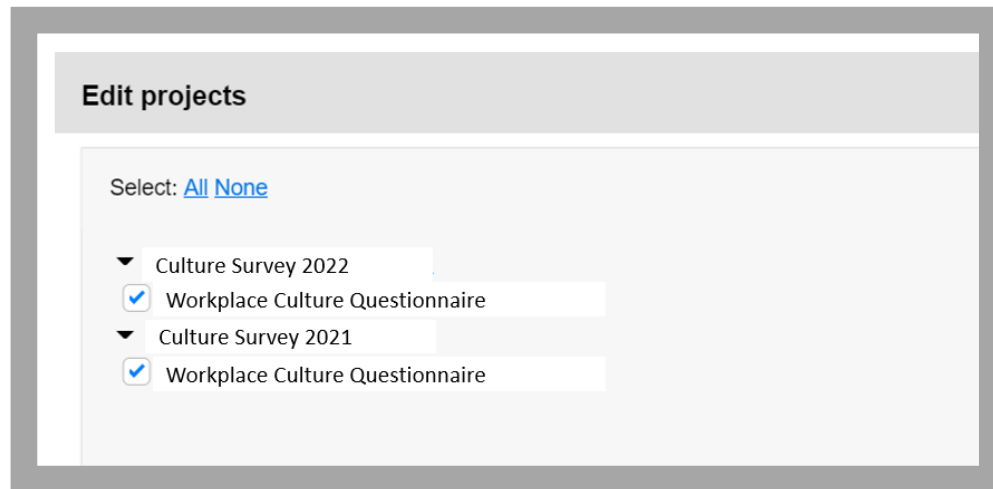 Edit projects
Select: All None
Culture Survey 2022
Workplace Culture Questionnaire
Culture Survey 2021
Workplace Culture Questionnaire